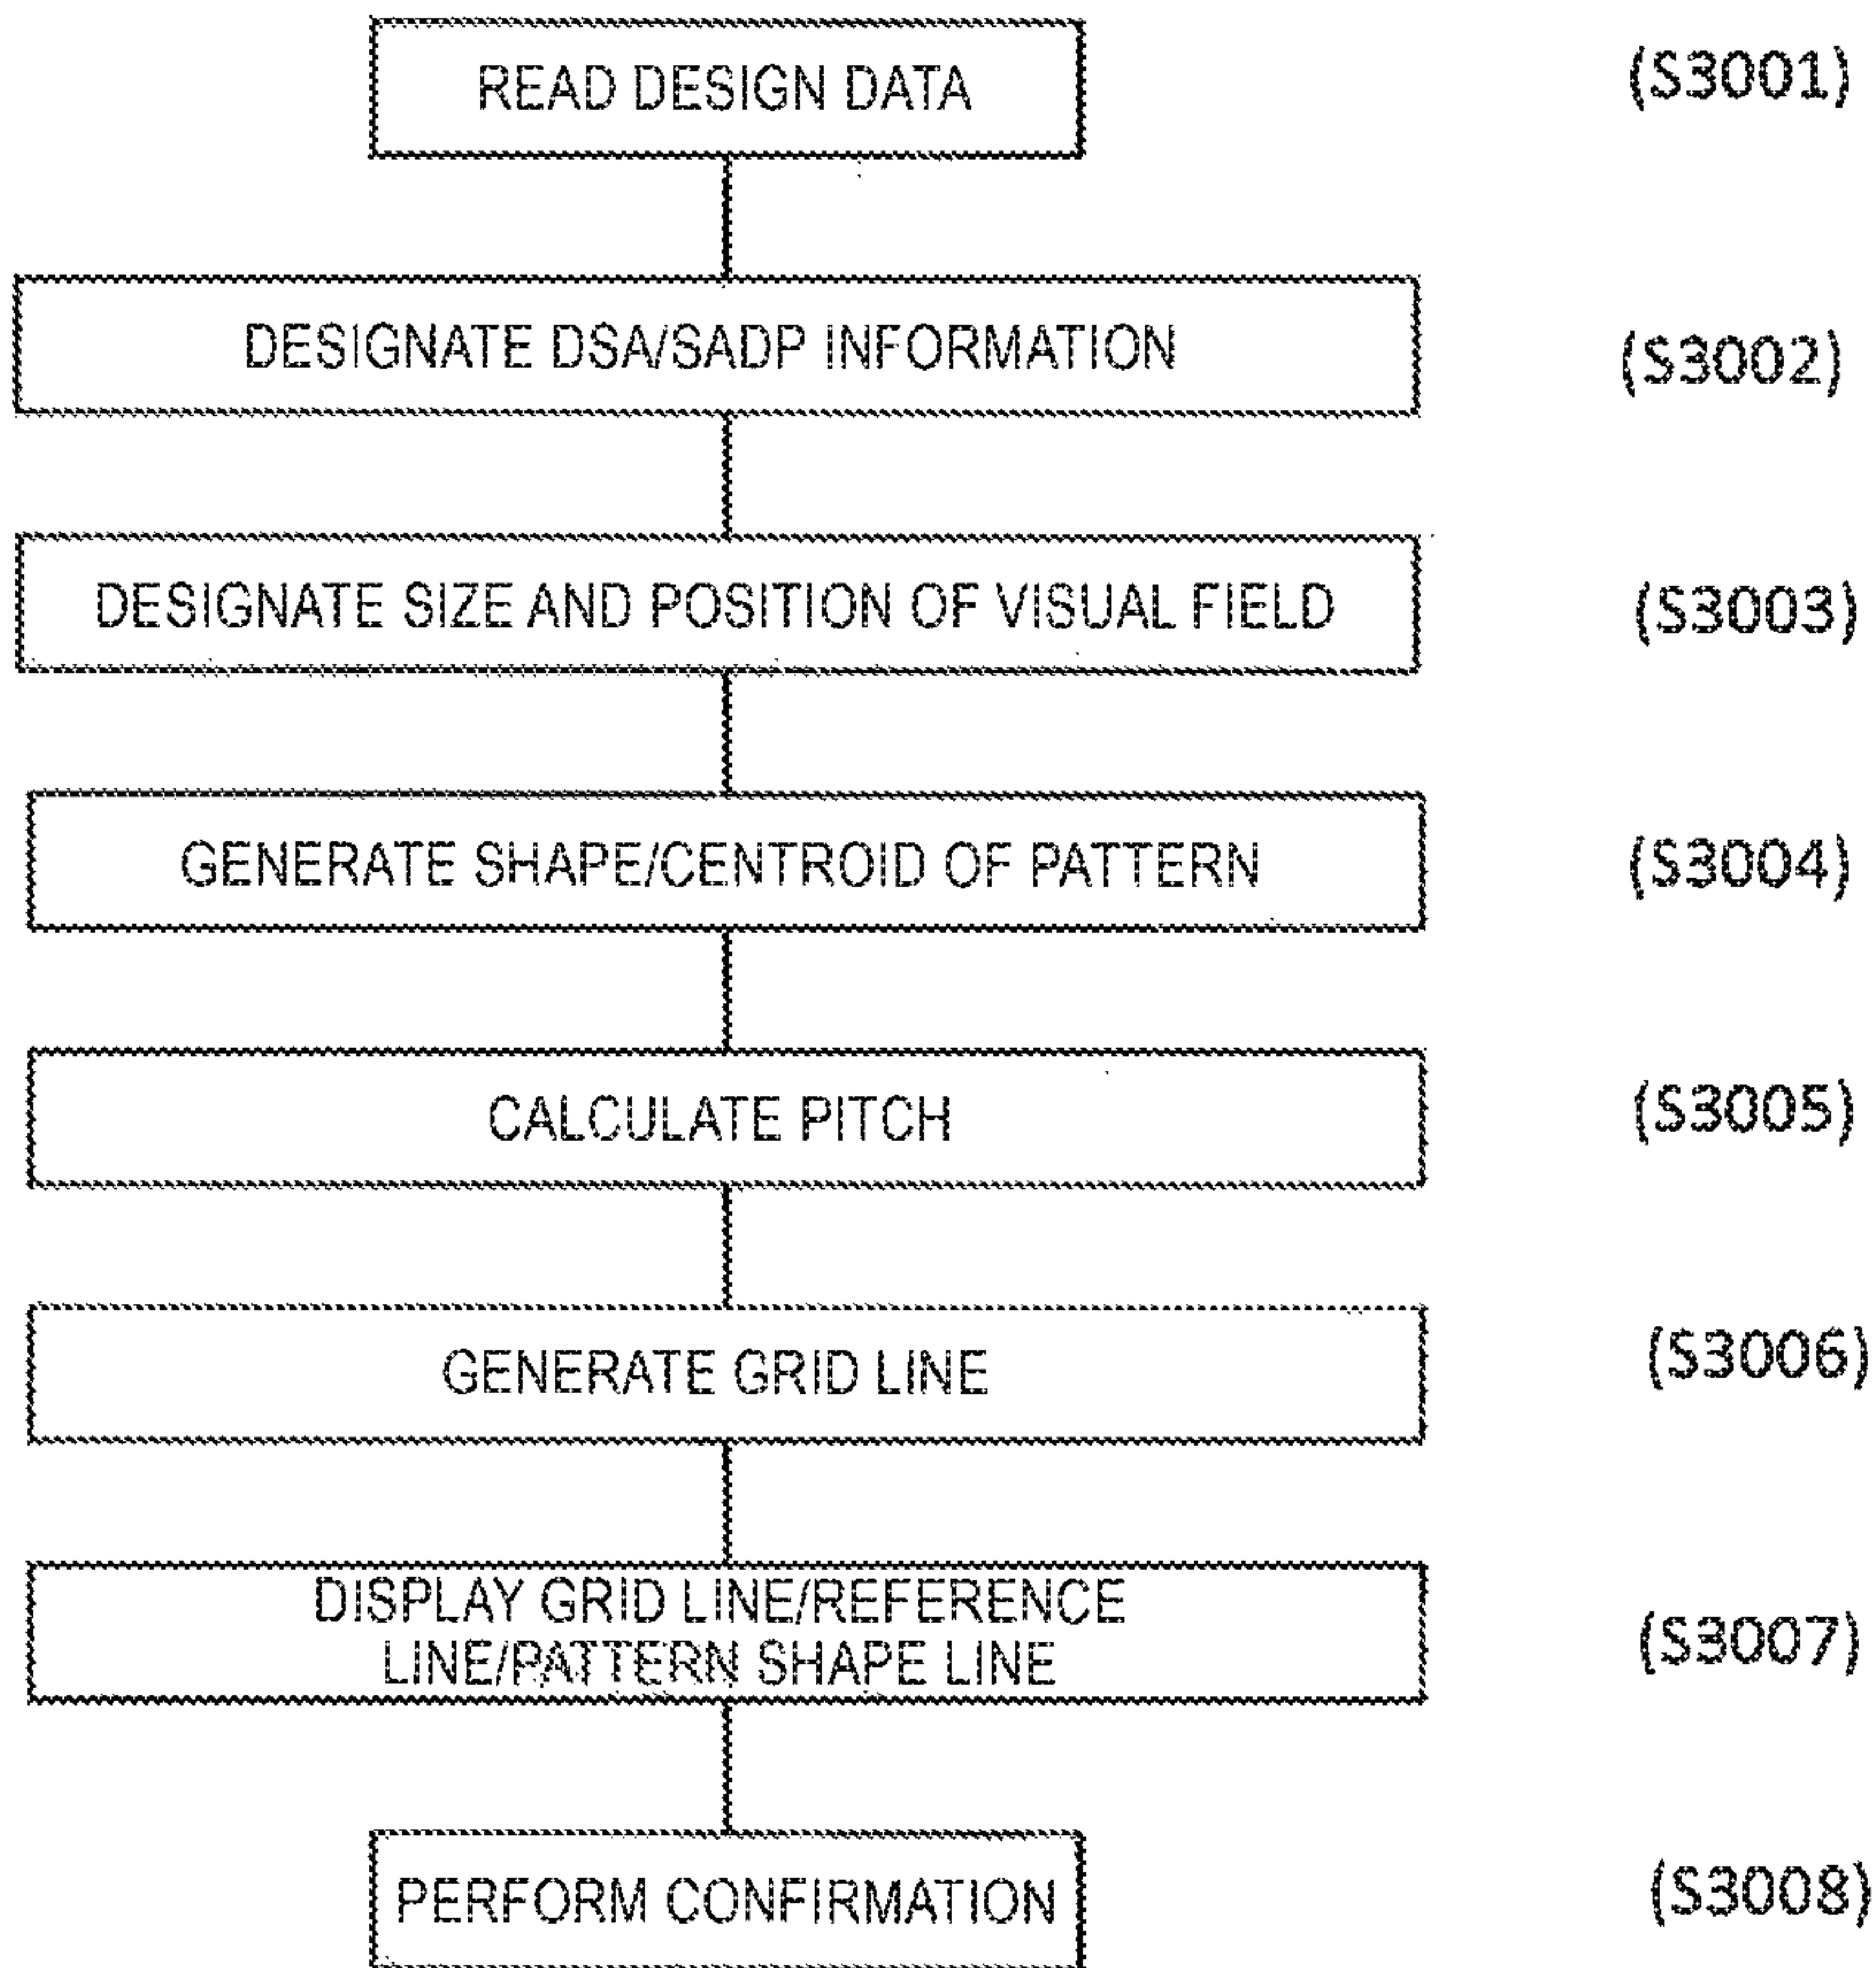 READ DESIGN DATA
(S3001)
DESIGNATE DSA/SADP INFORMATION
(S3002)
DESIGNATE SIZE AND POSITION OF VISUAL FIELD
(S3003)
GENERATE SHAPE/CENTROID OF PATTERN
(S3004)
CALCULATE PITCH
(S3005)
GENERATE GRID LINE
(S3006)
DISPLAY GRID LINE/REFERENCE
LINE/PATTERN SHAPE LINE
(S3007)
PERFORM CONFIRMATION
(S3008)